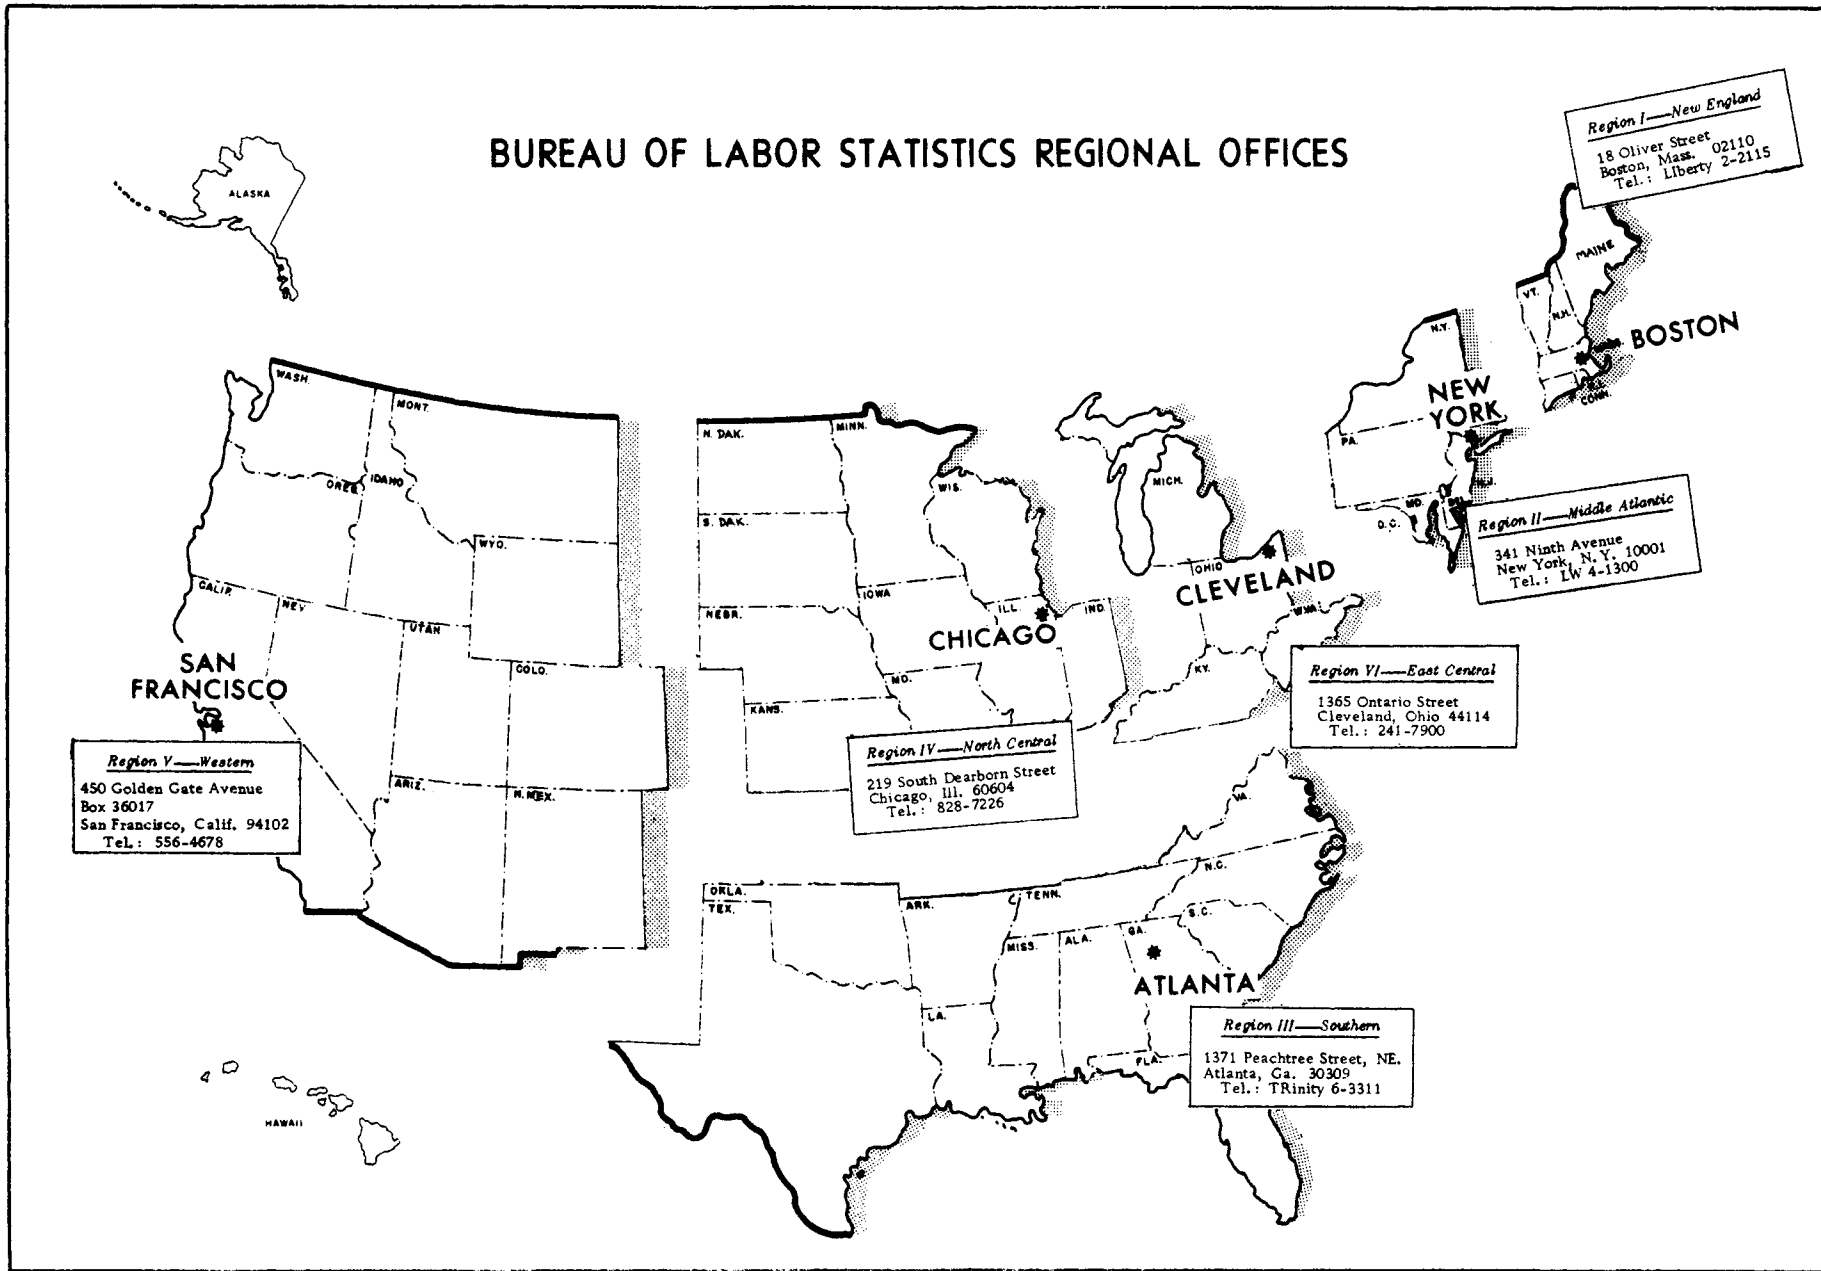 BUREAU OF LABOR STATISTICS REGIONAL OFFICES
Region I—New England
18 Oliver Street
Boston, Mass. 02110
Tel.: LIberty 2-2115
ALASKA
MAINE
VT.
N.H.
BOSTON
R.I.
CONN.
N.Y.
NEW
YORK
PA.
N.J.
MD.
DEL.
D.C.
Region II—Middle Atlantic
341 Ninth Avenue
New York, N. Y. 10001
Tel.: LW 4-1300
WASH.
MONT.
OREG.
IDAHO
WYO.
CALIF.
NEV.
UTAH
COLO.
ARIZ.
N. MEX.
SAN
FRANCISCO
Region V—Western
450 Golden Gate Avenue
Box 36017
San Francisco, Calif. 94102
Tel.: 556-4678
N. DAK.
MINN.
S. DAK.
WIS.
NEBR.
IOWA
ILL.
IND.
CHICAGO
KANS.
MO.
Region IV—North Central
219 South Dearborn Street
Chicago, Ill. 60604
Tel.: 828-7226
MICH.
OHIO
CLEVELAND
W.VA.
KY.
Region VI—East Central
1365 Ontario Street
Cleveland, Ohio 44114
Tel.: 241-7900
VA.
N.C.
S.C.
TENN.
OKLA.
TEX.
ARK.
MISS.
ALA.
GA.
LA.
FLA.
ATLANTA
Region III—Southern
1371 Peachtree Street, NE.
Atlanta, Ga. 30309
Tel.: TRinity 6-3311
HAWAII